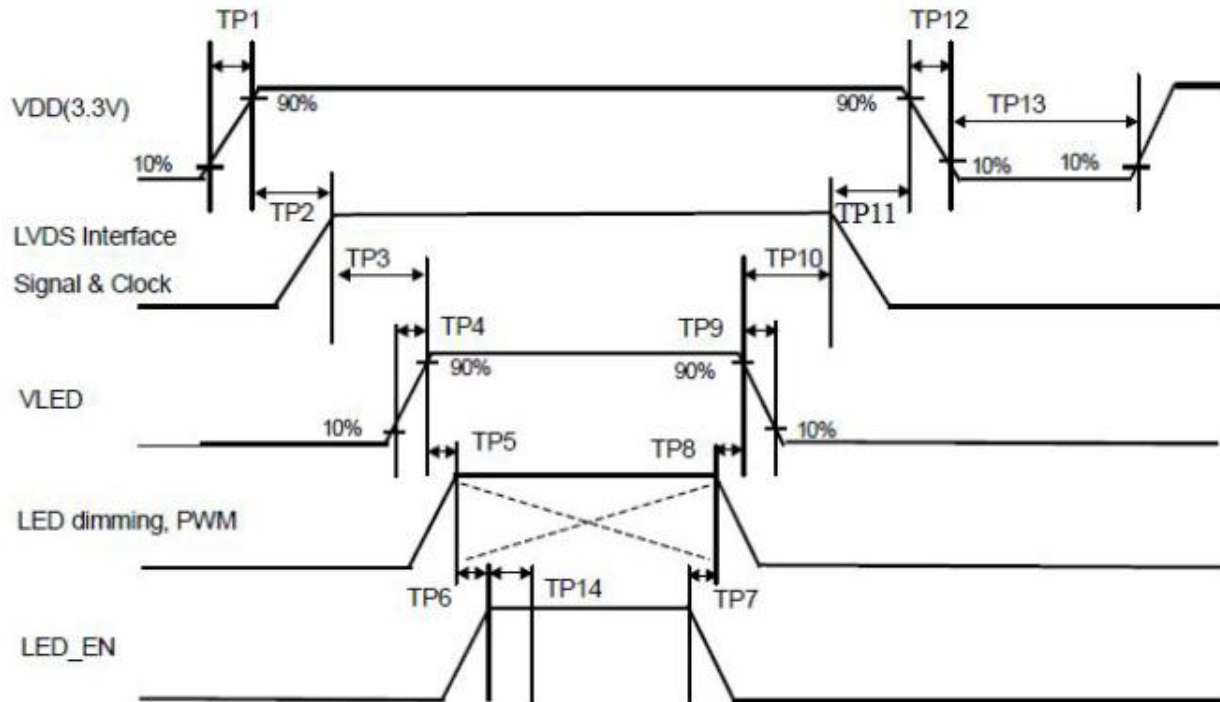 TP1
TP12
VDD(3.3V)
90%
90%
TP13
10%
10%
10%
TP2
TP11
LVDS Interface
Signal & Clock
TP3
TP10
TP4
TP9
90%
90%
VLED
10%
10%
TP5
TP8
LED dimming, PWM
TP6
TP14
TP7
LED_EN